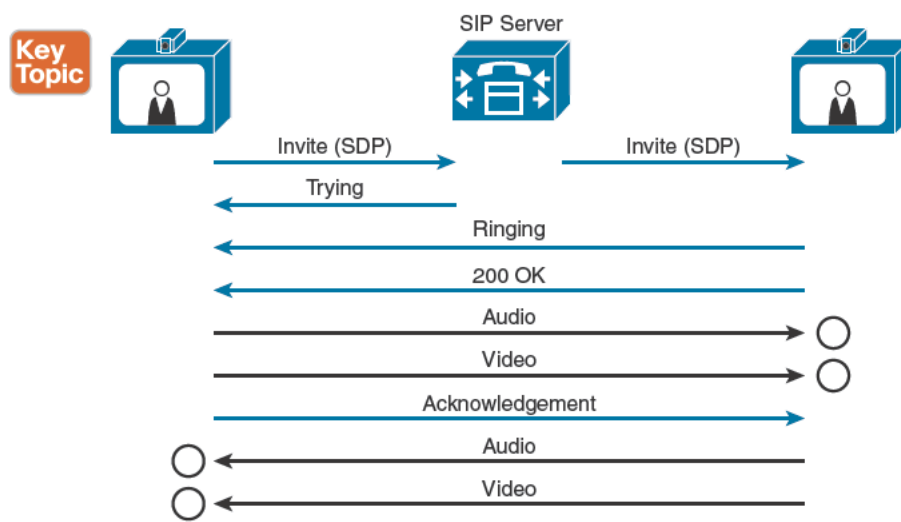 SIP Server
Key
Topic
Invite (SDP)
Invite (SDP)
Trying
Ringing
200 OK
Audio
Video
Acknowledgement
Audio
Video